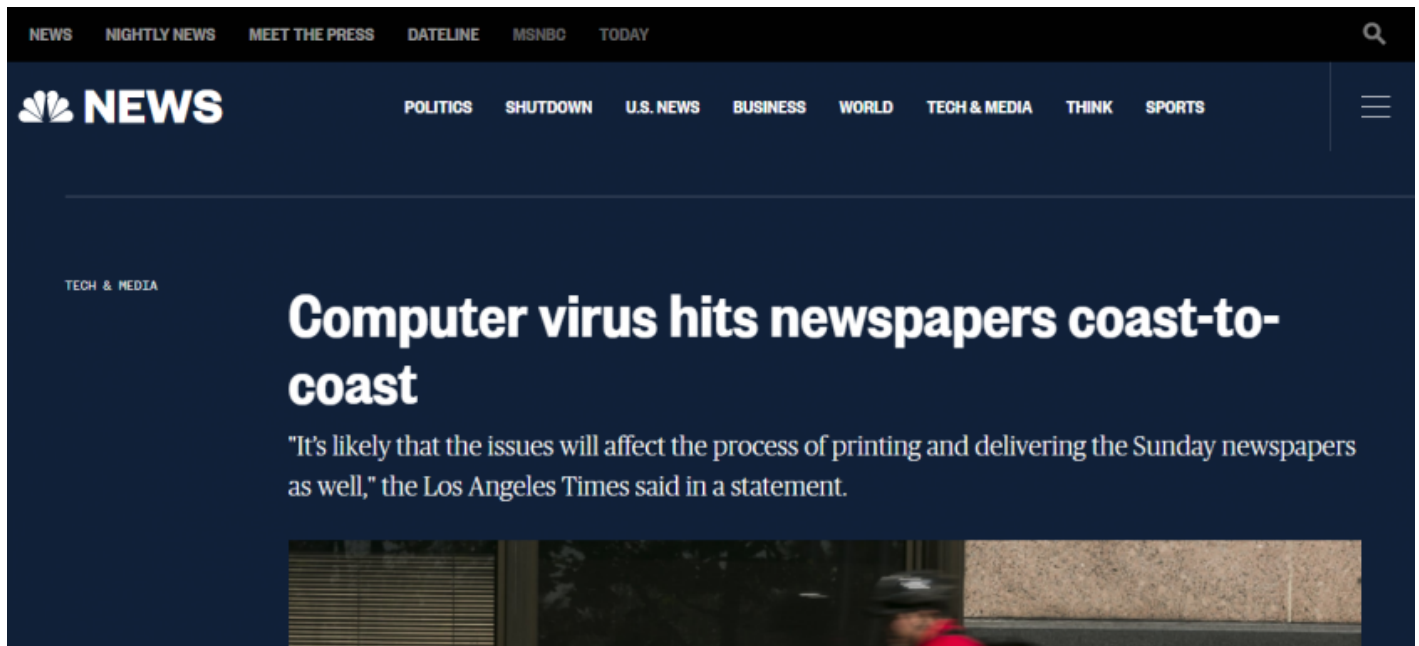 NEWS NIGHTLY NEWS MEET THE PRESS DATELINE MSNBC TODAY
NEWS POLITICS SHUTDOWN U.S. NEWS BUSINESS WORLD TECH & MEDIA THINK SPORTS
TECH & MEDIA
Computer virus hits newspapers coast-to-
coast
"It's likely that the issues will affect the process of printing and delivering the Sunday newspapers
as well," the Los Angeles Times said in a statement.